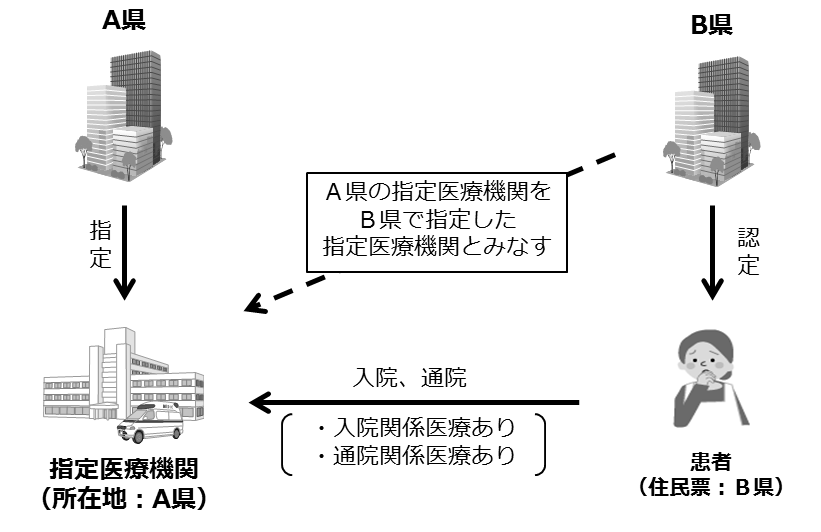 A県
B県
A県の指定医療機関を
B県で指定した
指定医療機関とみなす
指定
認定
入院、通院
・入院関係医療あり
・通院関係医療あり
指定医療機関
（所在地：A県）
患者
（住民票：B県）